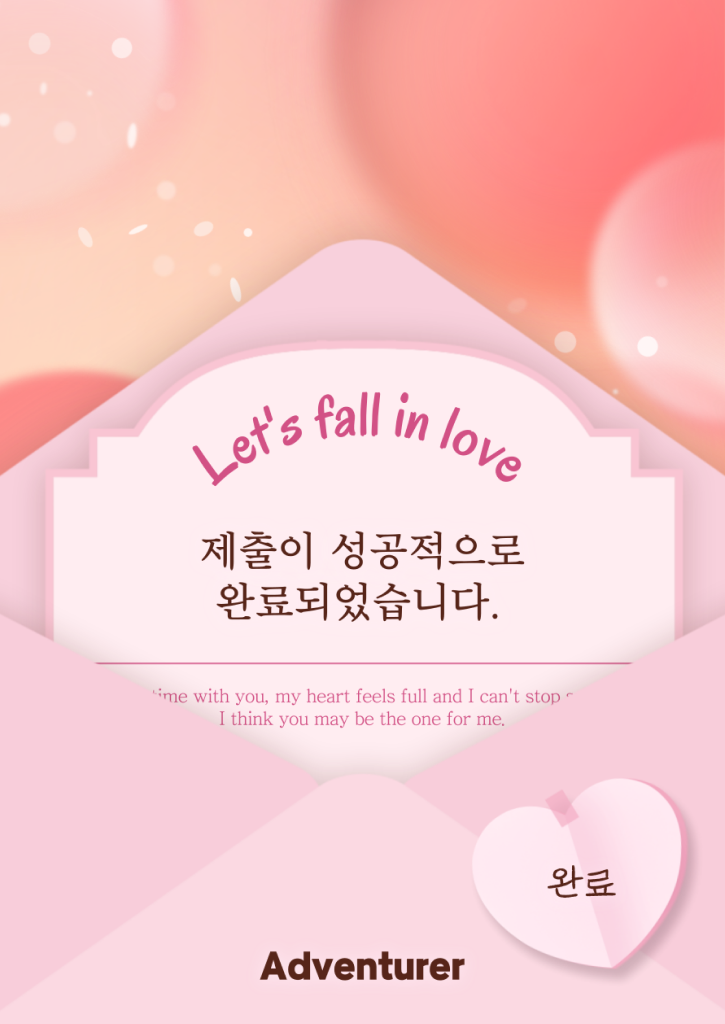 Let's fall in love
제출이 성공적으로
완료되었습니다.
time with you, my heart feels full and I can't stop
I think you may be the one for me.
완료
Adventurer